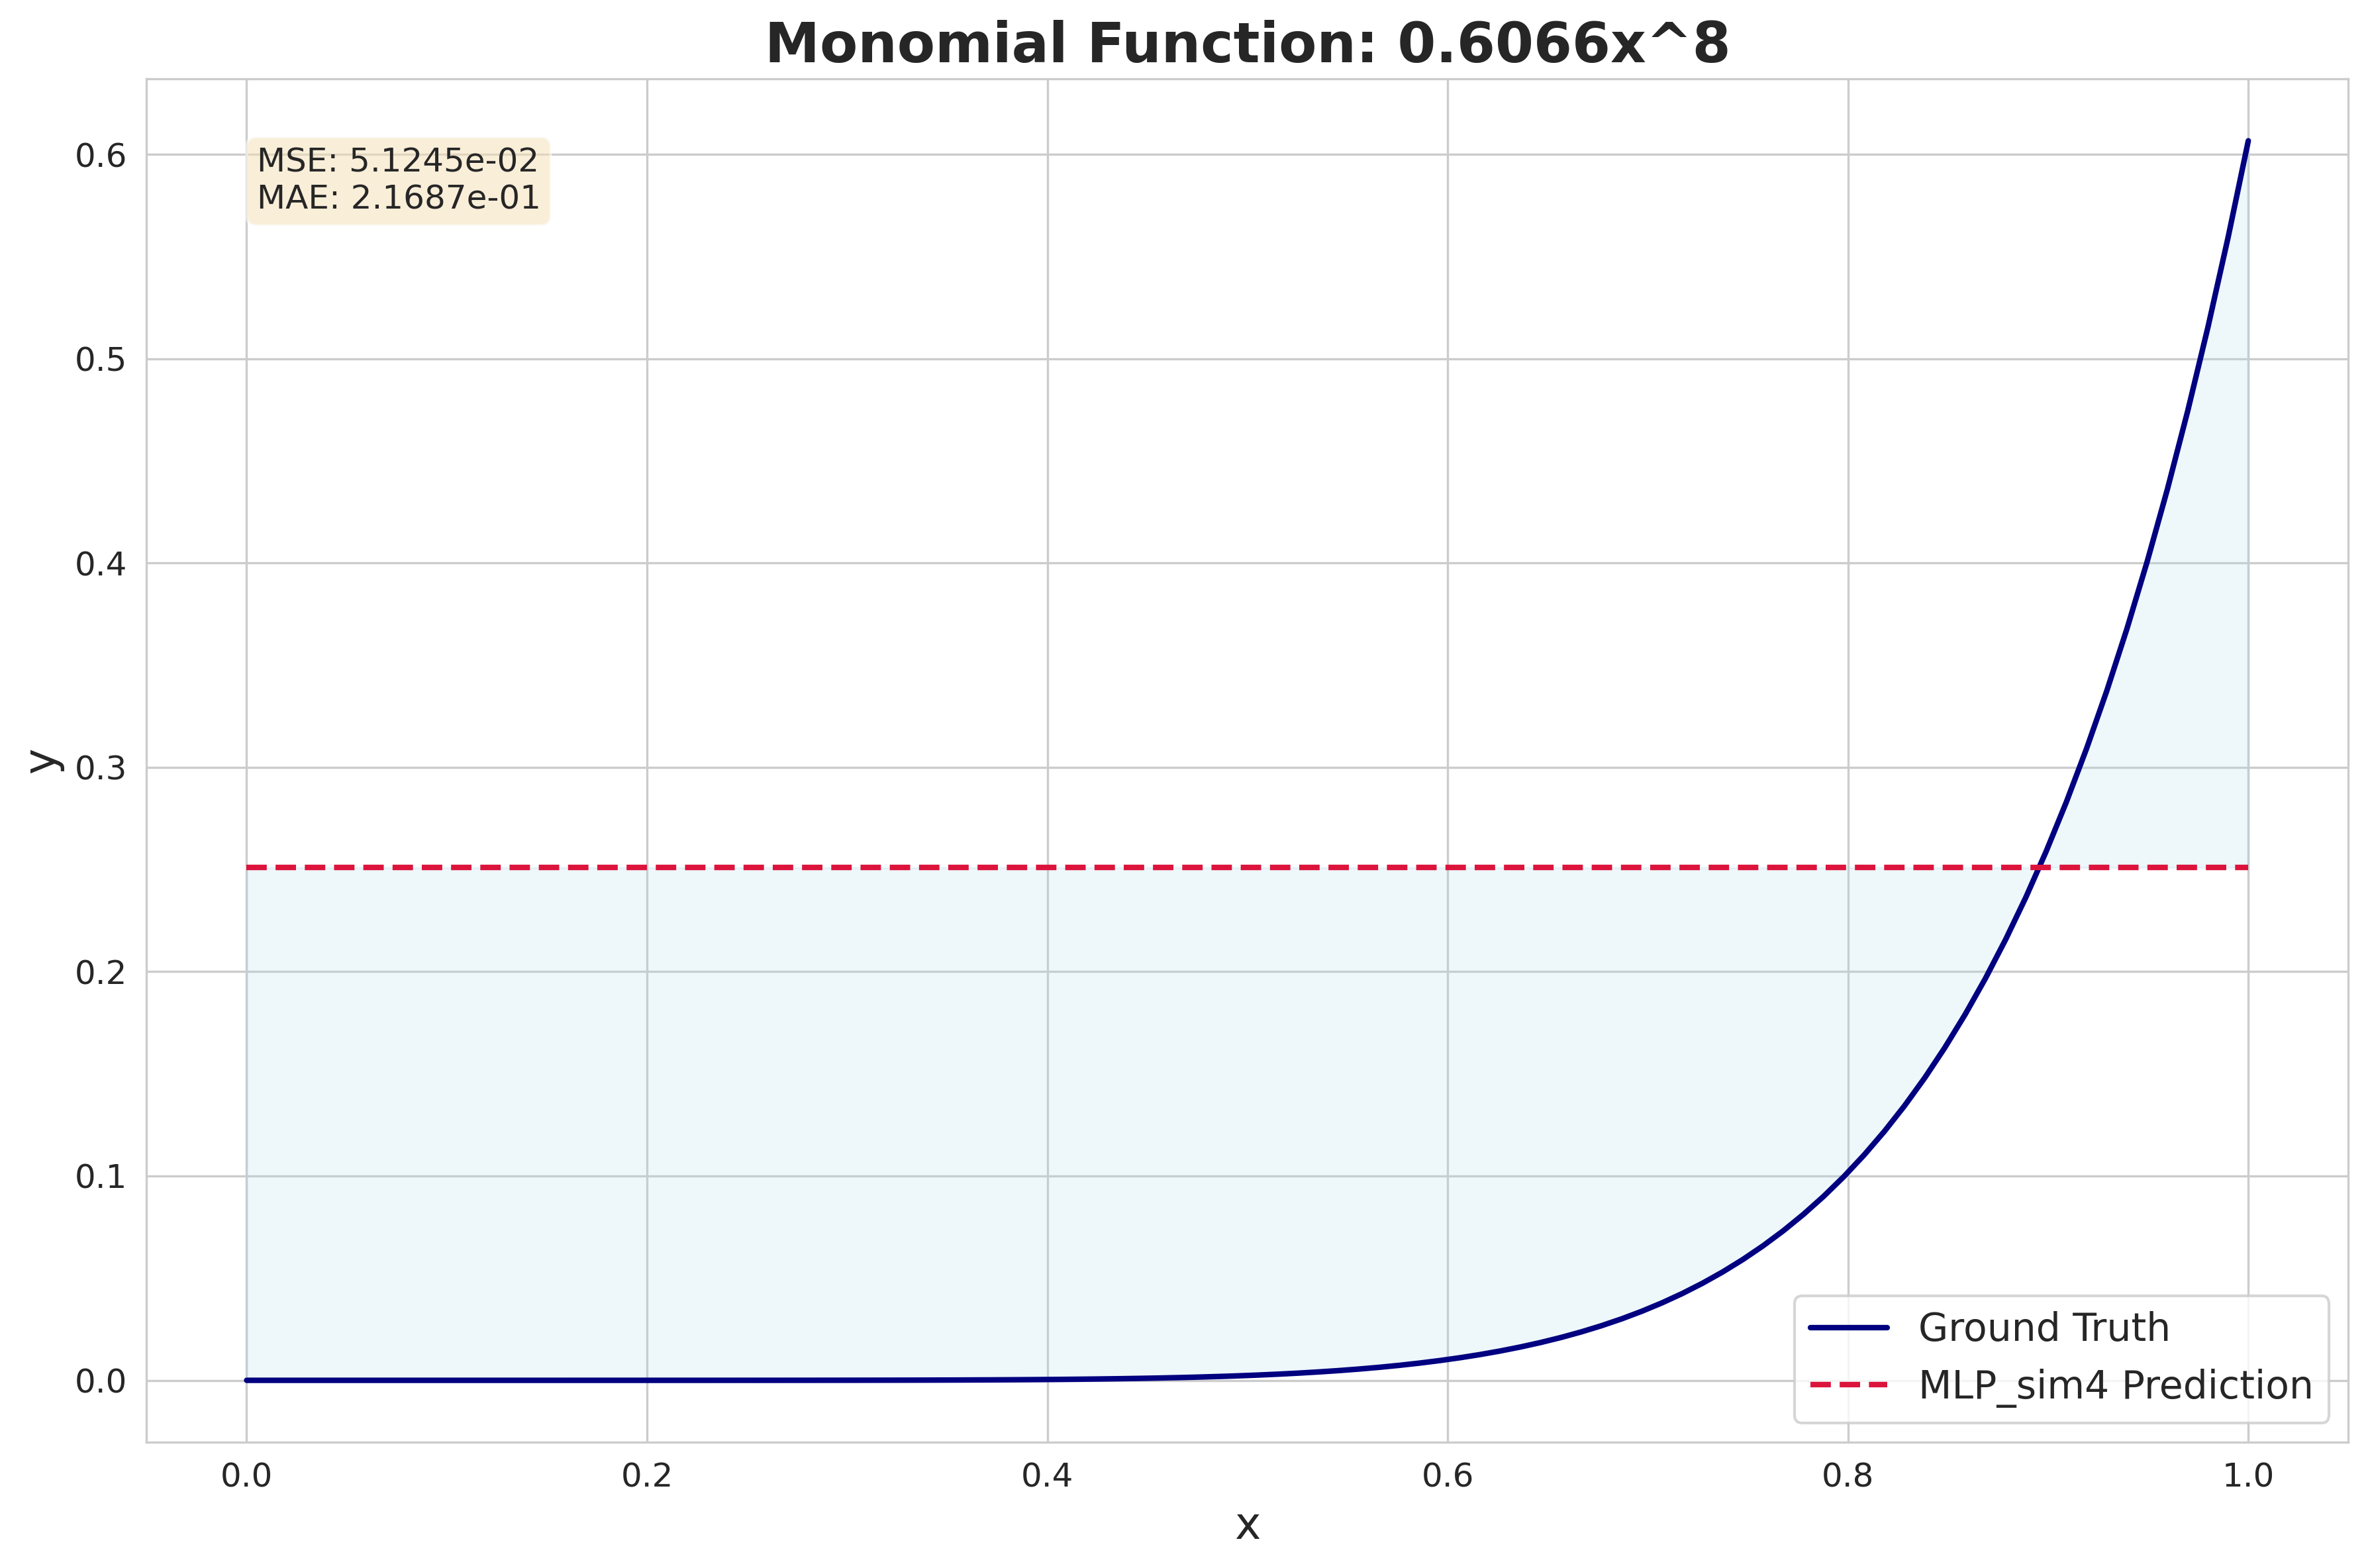 Monomial Function: 0.6066x^8
MSE: 5.1245e-02
MAE: 2.1687e-01
0.6
0.5
0.4
0.3
0.2
0.1
0.0
y
Ground Truth
MLP_sim4 Prediction
0.0 0.2 0.4 0.6 0.8 1.0
x